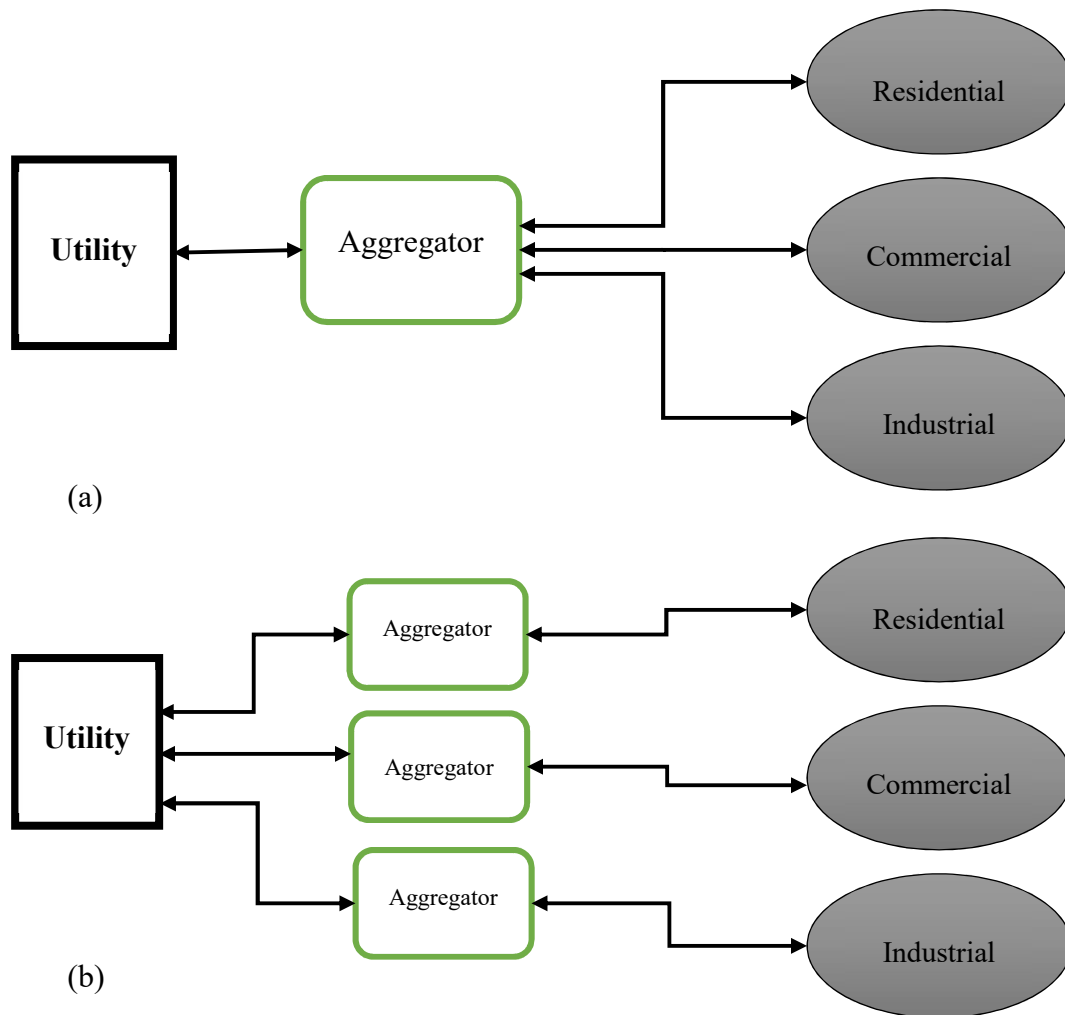 Residential
Utility
Aggregator
Commercial
Industrial
(a)
Residential
Aggregator
Utility
Aggregator
Commercial
Aggregator
Industrial
(b)